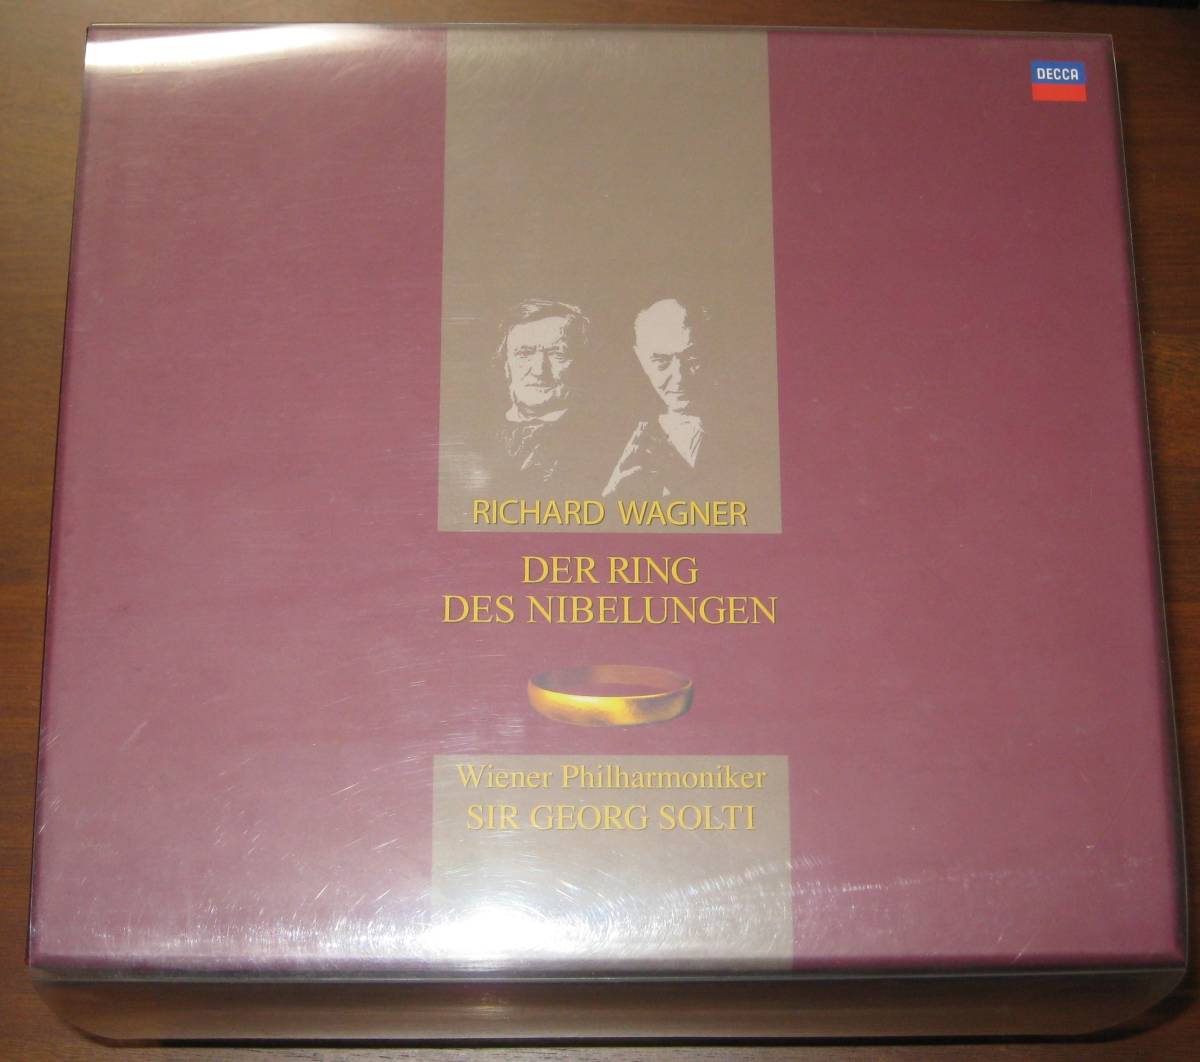 DECCA
RICHARD WAGNER
DER RING
DES NIBELUNGEN
Wiener Philharmoniker
SIR GEORG SOLTI